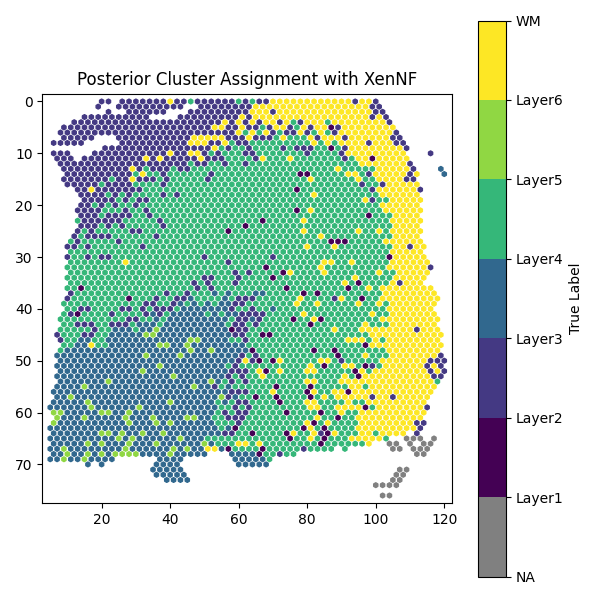 Posterior Cluster Assignment with XenNF
0
10
20
30
40
50
60
70
20
40
60
80
100
120
WM
Layer6
Layer5
Layer4
Layer3
Layer2
Layer1
NA
True Label